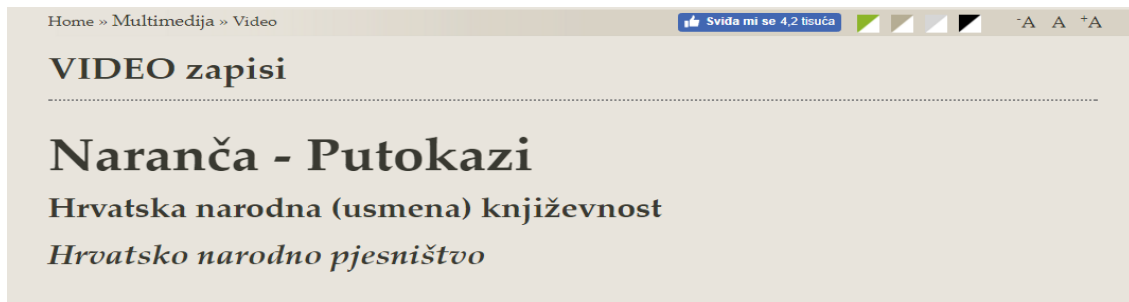 Home » Multimedija » Video Sviđa mi se 4,2 tisuća -A A +A
VIDEO zapisi
Naranča - Putokazi
Hrvatska narodna (usmena) književnost
Hrvatsko narodno pjesništvo